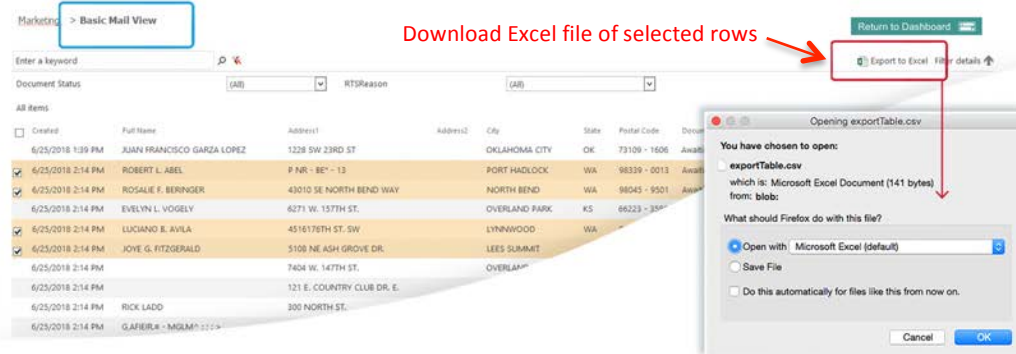 Marketing > Basic Mail View
Download Excel file of selected rows
Return to Dashboard
Enter a keyword
Export to Excel Filter details
Document Status (All) RTSReason (All)
All items
Created Full Name Address1 Address2 City State Postal Code
6/25/2018 1:39 PM JUAN FRANCISCO GARZA LOPEZ 1228 SW 23RD ST OKLAHOMA CITY OK 73109 - 1606
6/25/2018 2:14 PM ROBERT L. ABEL P NR - BE" - 13 PORT HADLOCK WA 98339 - 0013
6/25/2018 2:14 PM ROSALIE F. BERINGER 43010 SE NORTH BEND WAY NORTH BEND WA 98045 - 9501
6/25/2018 2:14 PM EVELYN L. VOGELY 6271 W. 157TH ST. OVERLAND PARK KS 66223
6/25/2018 2:14 PM LUCIANO B. AVILA 4516176TH ST. SW LYNNWOOD WA
6/25/2018 2:14 PM JOYE G. FITZGERALD 5108 NE ASH GROVE DR. LEES SUMMIT
6/25/2018 2:14 PM 7404 W. 147TH ST.
6/25/2018 2:14 PM 121 E. COUNTRY CLUB DR. E.
6/25/2018 2:14 PM RICK LADD 300 NORTH ST.
6/25/2018 2:14 PM
Opening exportTable.csv
You have chosen to open:
exportTable.csv
which is: Microsoft Excel Document (141 bytes)
from: blob:
What should Firefox do with this file?
Open with Microsoft Excel (default)
Save File
Do this automatically for files like this from now on.
Cancel OK